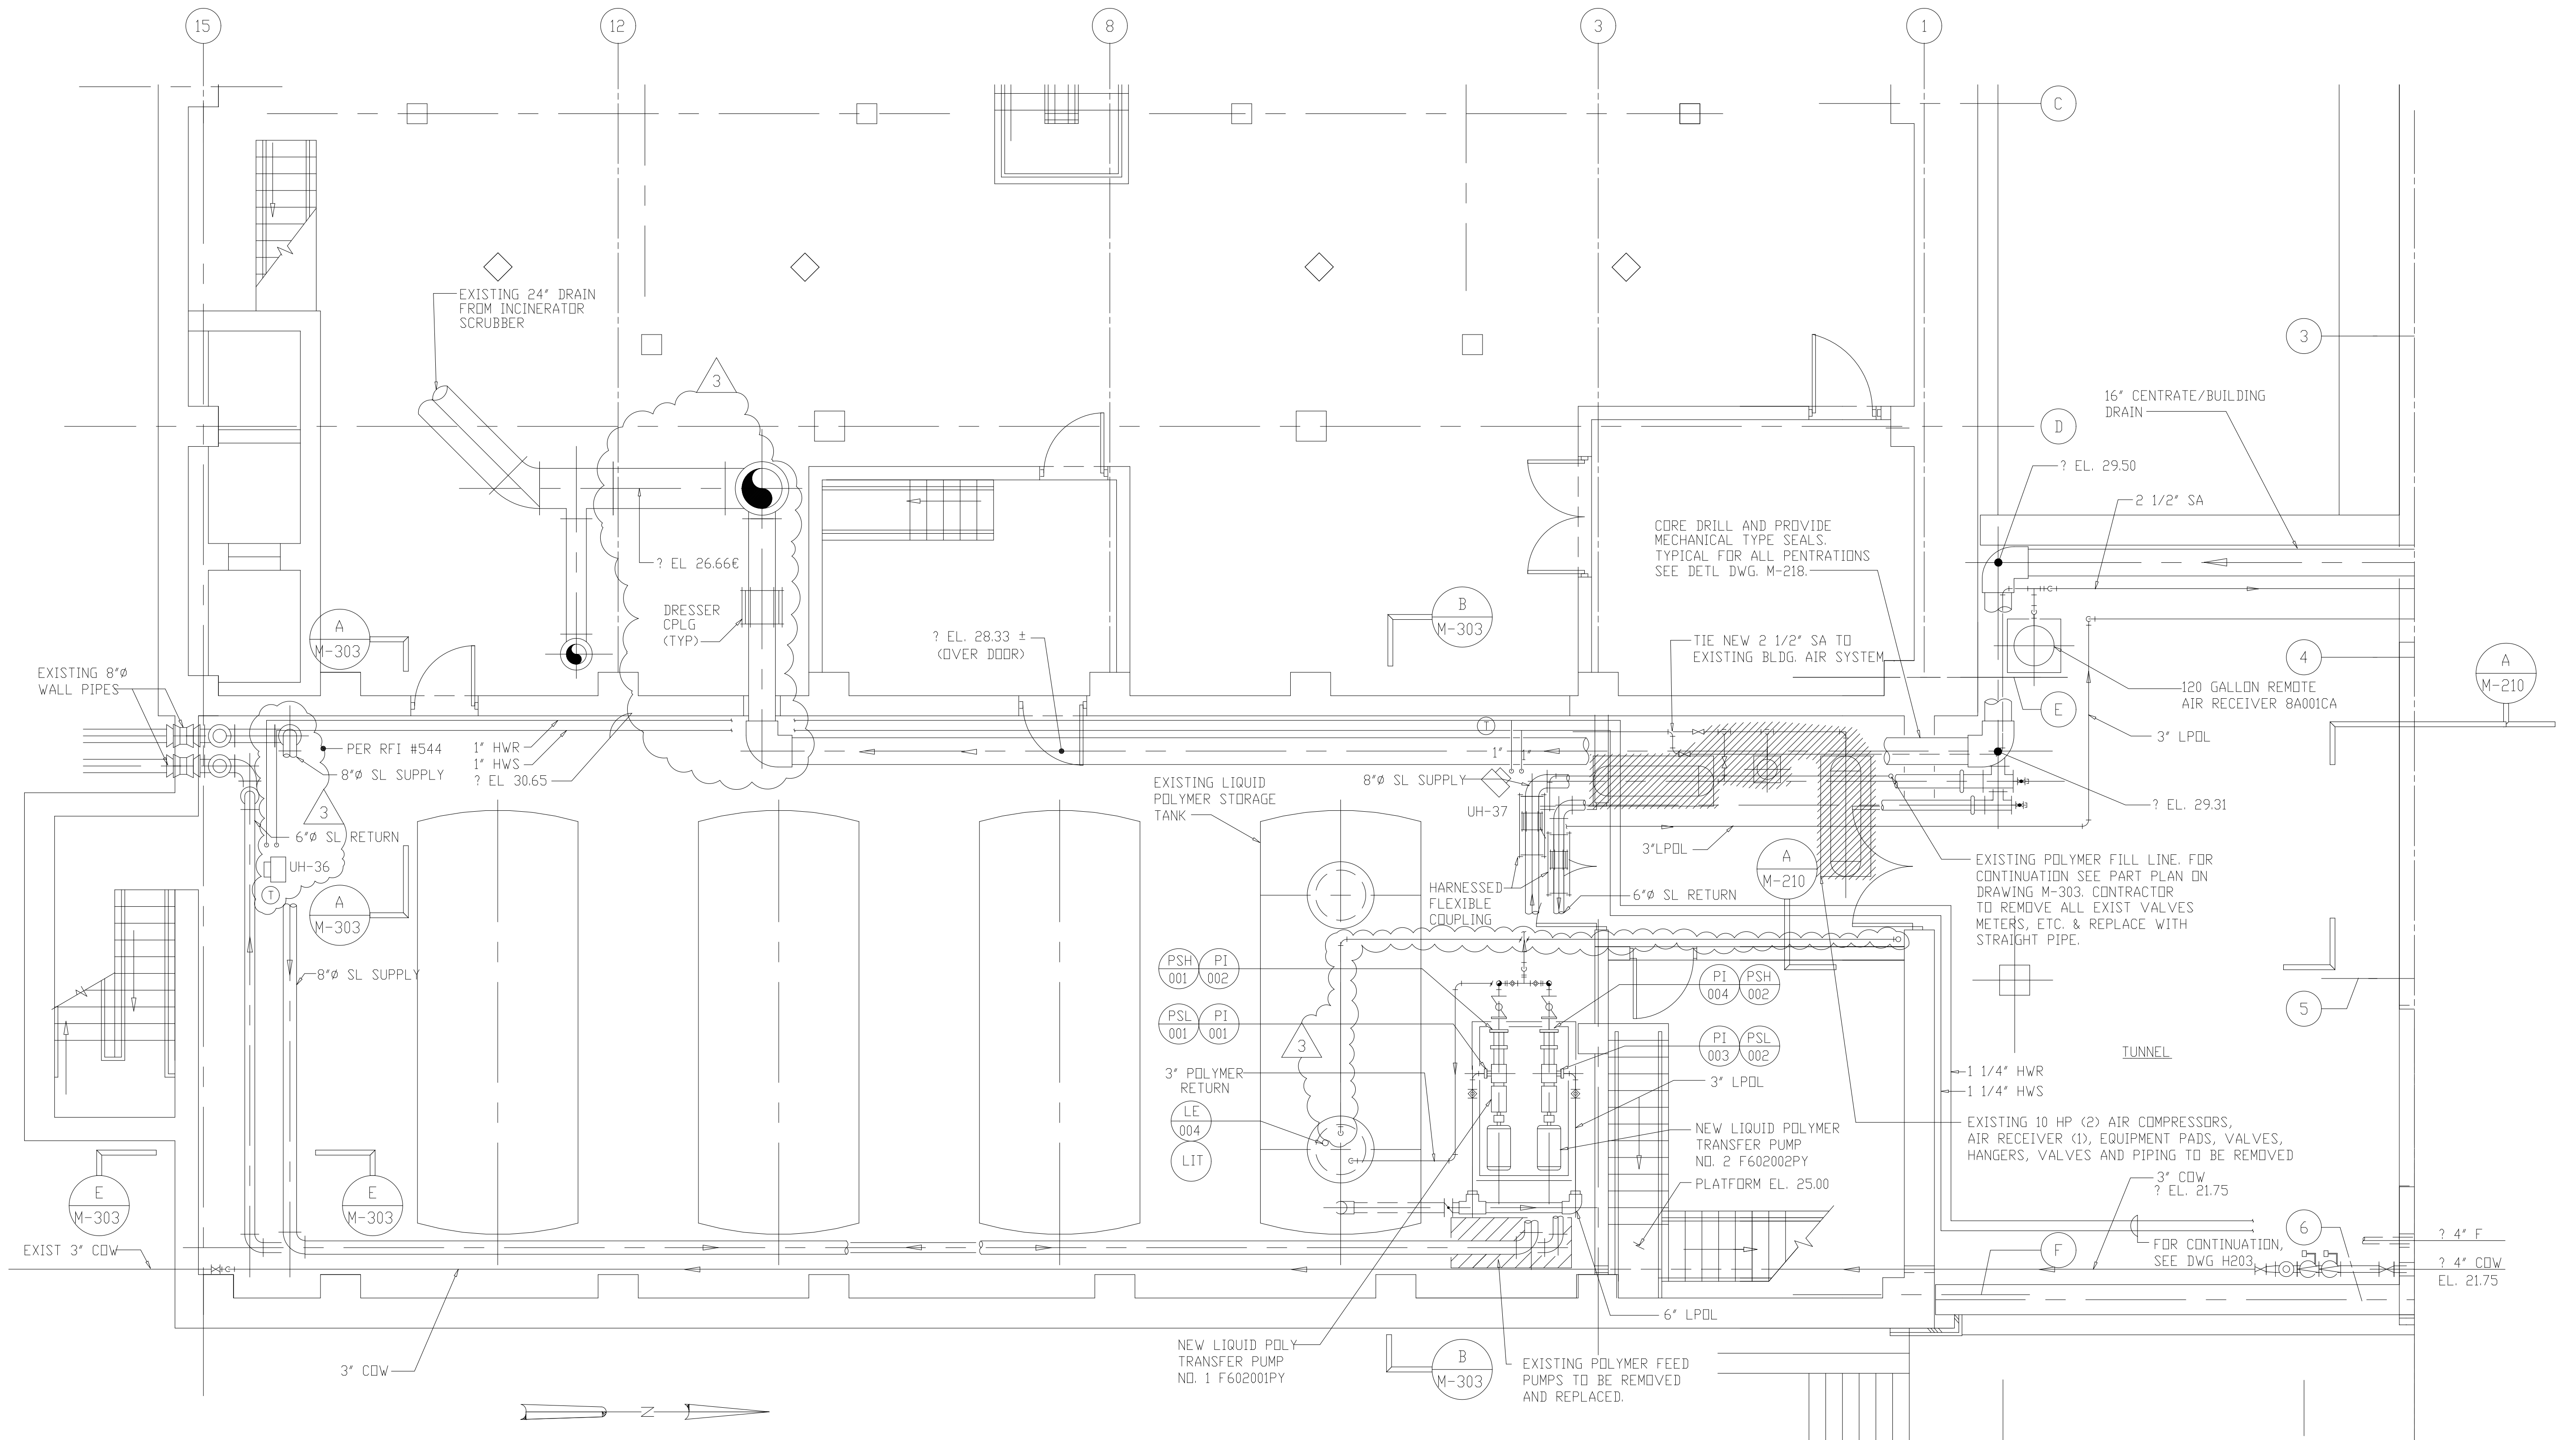 15
12
8
3
1
C
EXISTING 24" DRAIN
FROM INCINERATOR
SCRUBBER
3
3
16" CENTRATE/BUILDING
DRAIN
D
? EL. 29.50
2 1/2" SA
CORE DRILL AND PROVIDE
MECHANICAL TYPE SEALS.
TYPICAL FOR ALL PENTRATIONS
SEE DETL DWG. M-218.
? EL 26.66€
DRESSER
CPLG
(TYP)
A
M-303
B
M-303
? EL. 28.33 ±
(OVER DOOR)
TIE NEW 2 1/2" SA TO
EXISTING BLDG. AIR SYSTEM
4
A
M-210
EXISTING 8"Ø
WALL PIPES
120 GALLON REMOTE
AIR RECEIVER 8A001CA
E
3" LPOL
PER RFI #544
8"Ø SL SUPPLY
1" HWR
1" HWS
? EL 30.65
T
1"
1"
EXISTING LIQUID
POLYMER STORAGE
TANK
8"Ø SL SUPPLY
UH-37
? EL. 29.31
3
6"Ø SL RETURN
UH-36
T
3"LPOL
A
M-210
EXISTING POLYMER FILL LINE. FOR
CONTINUATION SEE PART PLAN ON
DRAWING M-303. CONTRACTOR
TO REMOVE ALL EXIST VALVES
METERS, ETC. & REPLACE WITH
STRAIGHT PIPE.
A
M-303
HARNESSED
FLEXIBLE
COUPLING
6"Ø SL RETURN
8"Ø SL SUPPLY
PSH
001
PI
002
PI
004
PSH
002
5
PSL
001
PI
001
3
PI
003
PSL
002
TUNNEL
3" POLYMER
RETURN
3" LPOL
1 1/4" HWR
1 1/4" HWS
LE
004
LIT
NEW LIQUID POLYMER
TRANSFER PUMP
NO. 2 F602002PY
EXISTING 10 HP (2) AIR COMPRESSORS,
AIR RECEIVER (1), EQUIPMENT PADS, VALVES,
HANGERS, VALVES AND PIPING TO BE REMOVED
PLATFORM EL. 25.00
3" COW
? EL. 21.75
E
M-303
E
M-303
EXIST 3" COW
6
F
FOR CONTINUATION,
SEE DWG H203
? 4" F
? 4" COW
EL. 21.75
6" LPOL
3" COW
NEW LIQUID POLY
TRANSFER PUMP
NO. 1 F602001PY
B
M-303
EXISTING POLYMER FEED
PUMPS TO BE REMOVED
AND REPLACED.
N